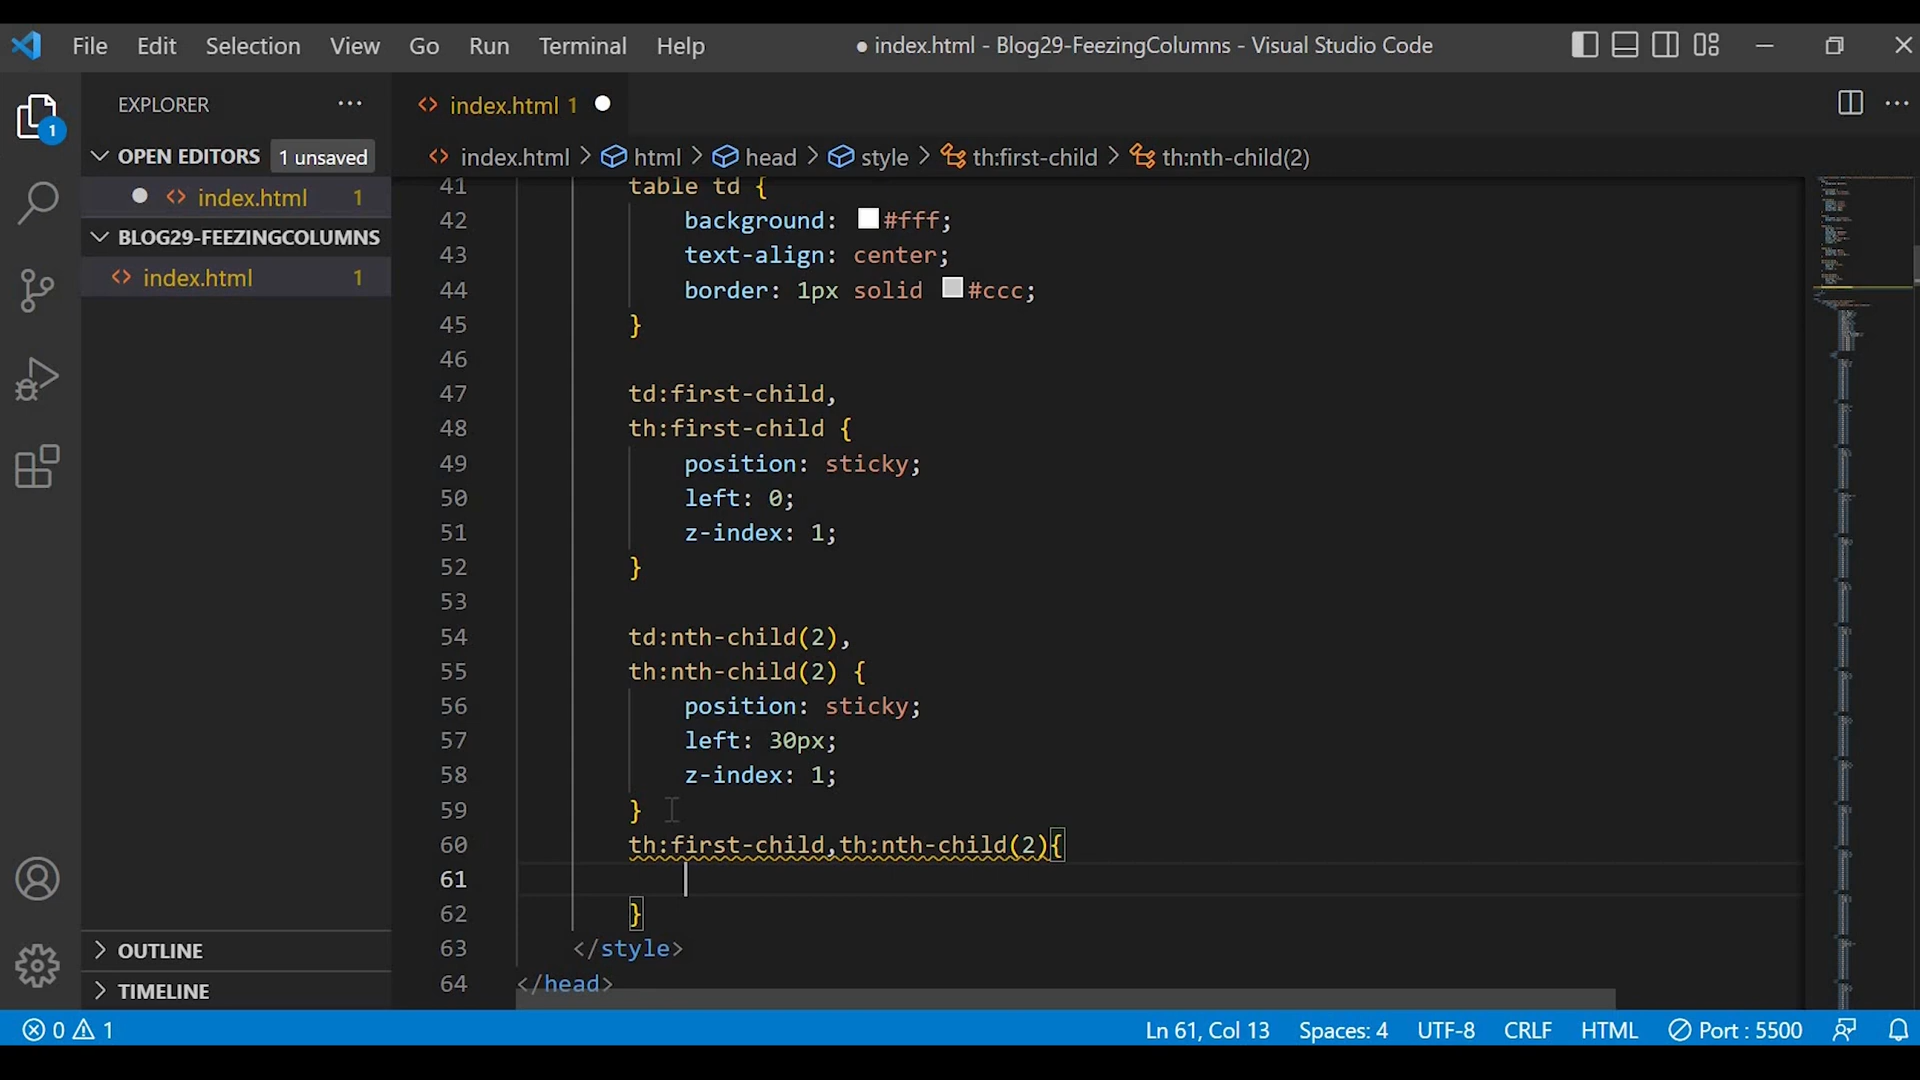 File Edit Selection View Go Run Terminal Help ● index.html - Blog29-FeezingColumns - Visual Studio Code
EXPLORER ···
<> index.html 1 ●
1
OPEN EDITORS 1 unsaved
<> index.html > html > head > style > th:first-child > th:nth-child(2)
● <> index.html 1
BLOG29-FEEZINGCOLUMNS
<> index.html 1
41 table td {
42 background: #fff;
43 text-align: center;
44 border: 1px solid #ccc;
45 }
46
47 td:first-child,
48 th:first-child {
49 position: sticky;
50 left: 0;
51 z-index: 1;
52 }
53
54 td:nth-child(2),
55 th:nth-child(2) {
56 position: sticky;
57 left: 30px;
58 z-index: 1;
59 }
60 th:first-child,th:nth-child(2){
61
62 }
63 </style>
64 </head>
OUTLINE
TIMELINE
0 1 Ln 61, Col 13 Spaces: 4 UTF-8 CRLF HTML Port : 5500